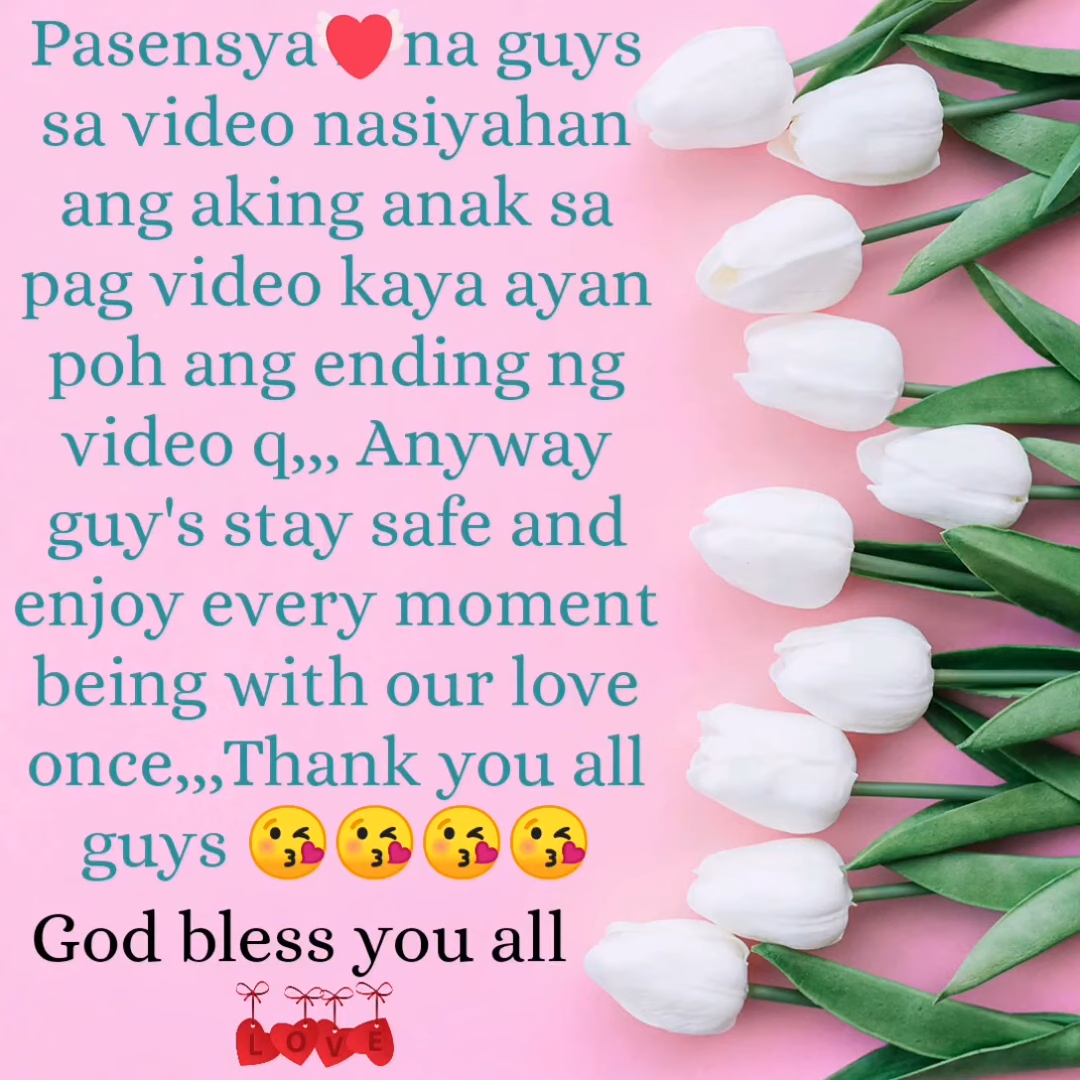 Pasensya❤️na guys
sa video nasiyahan
ang aking anak sa
pag video kaya ayan
poh ang ending ng
video q,,, Anyway
guy's stay safe and
enjoy every moment
being with our love
once,,,Thank you all
guys 😘😘😘😘
God bless you all
LOVE